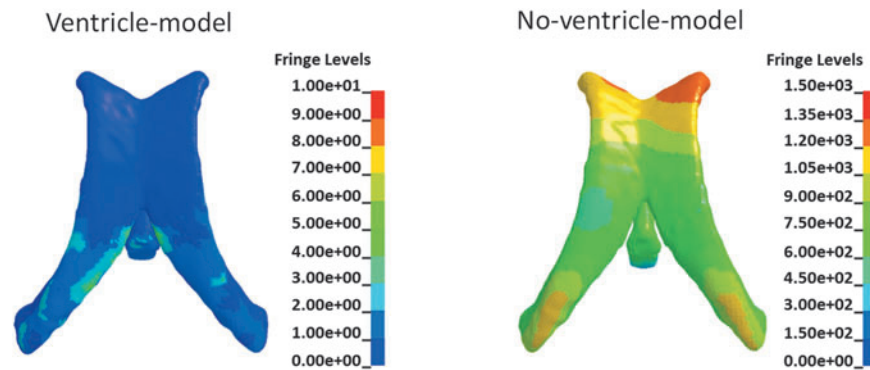 Ventricle-model
Fringe Levels
1.00e+01
9.00e+00
8.00e+00
7.00e+00
6.00e+00
5.00e+00
4.00e+00
3.00e+00
2.00e+00
1.00e+00
0.00e+00
No-ventricle-model
Fringe Levels
1.50e+03
1.35e+03
1.20e+03
1.05e+03
9.00e+02
7.50e+02
6.00e+02
4.50e+02
3.00e+02
1.50e+02
0.00e+00